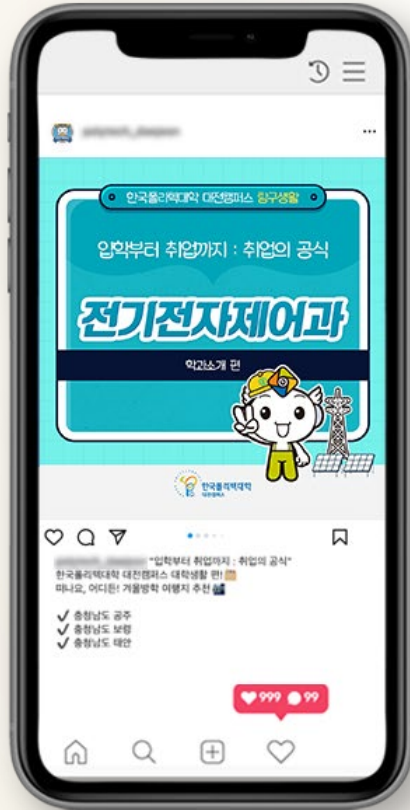 한국폴리텍대학 대전캠퍼스 탐구생활
입학부터 취업까지 : 취업의 공식
전기전자제어과
학과소개 편
한국폴리텍대학
대전캠퍼스
"입학부터 취업까지 : 취업의 공식"
한국폴리텍대학 대전캠퍼스 대학생활 편!
떠나요, 어디든! 겨울방학 여행지 추천
✓ 충청남도 공주
✓ 충청남도 보령
✓ 충청남도 태안
999 99